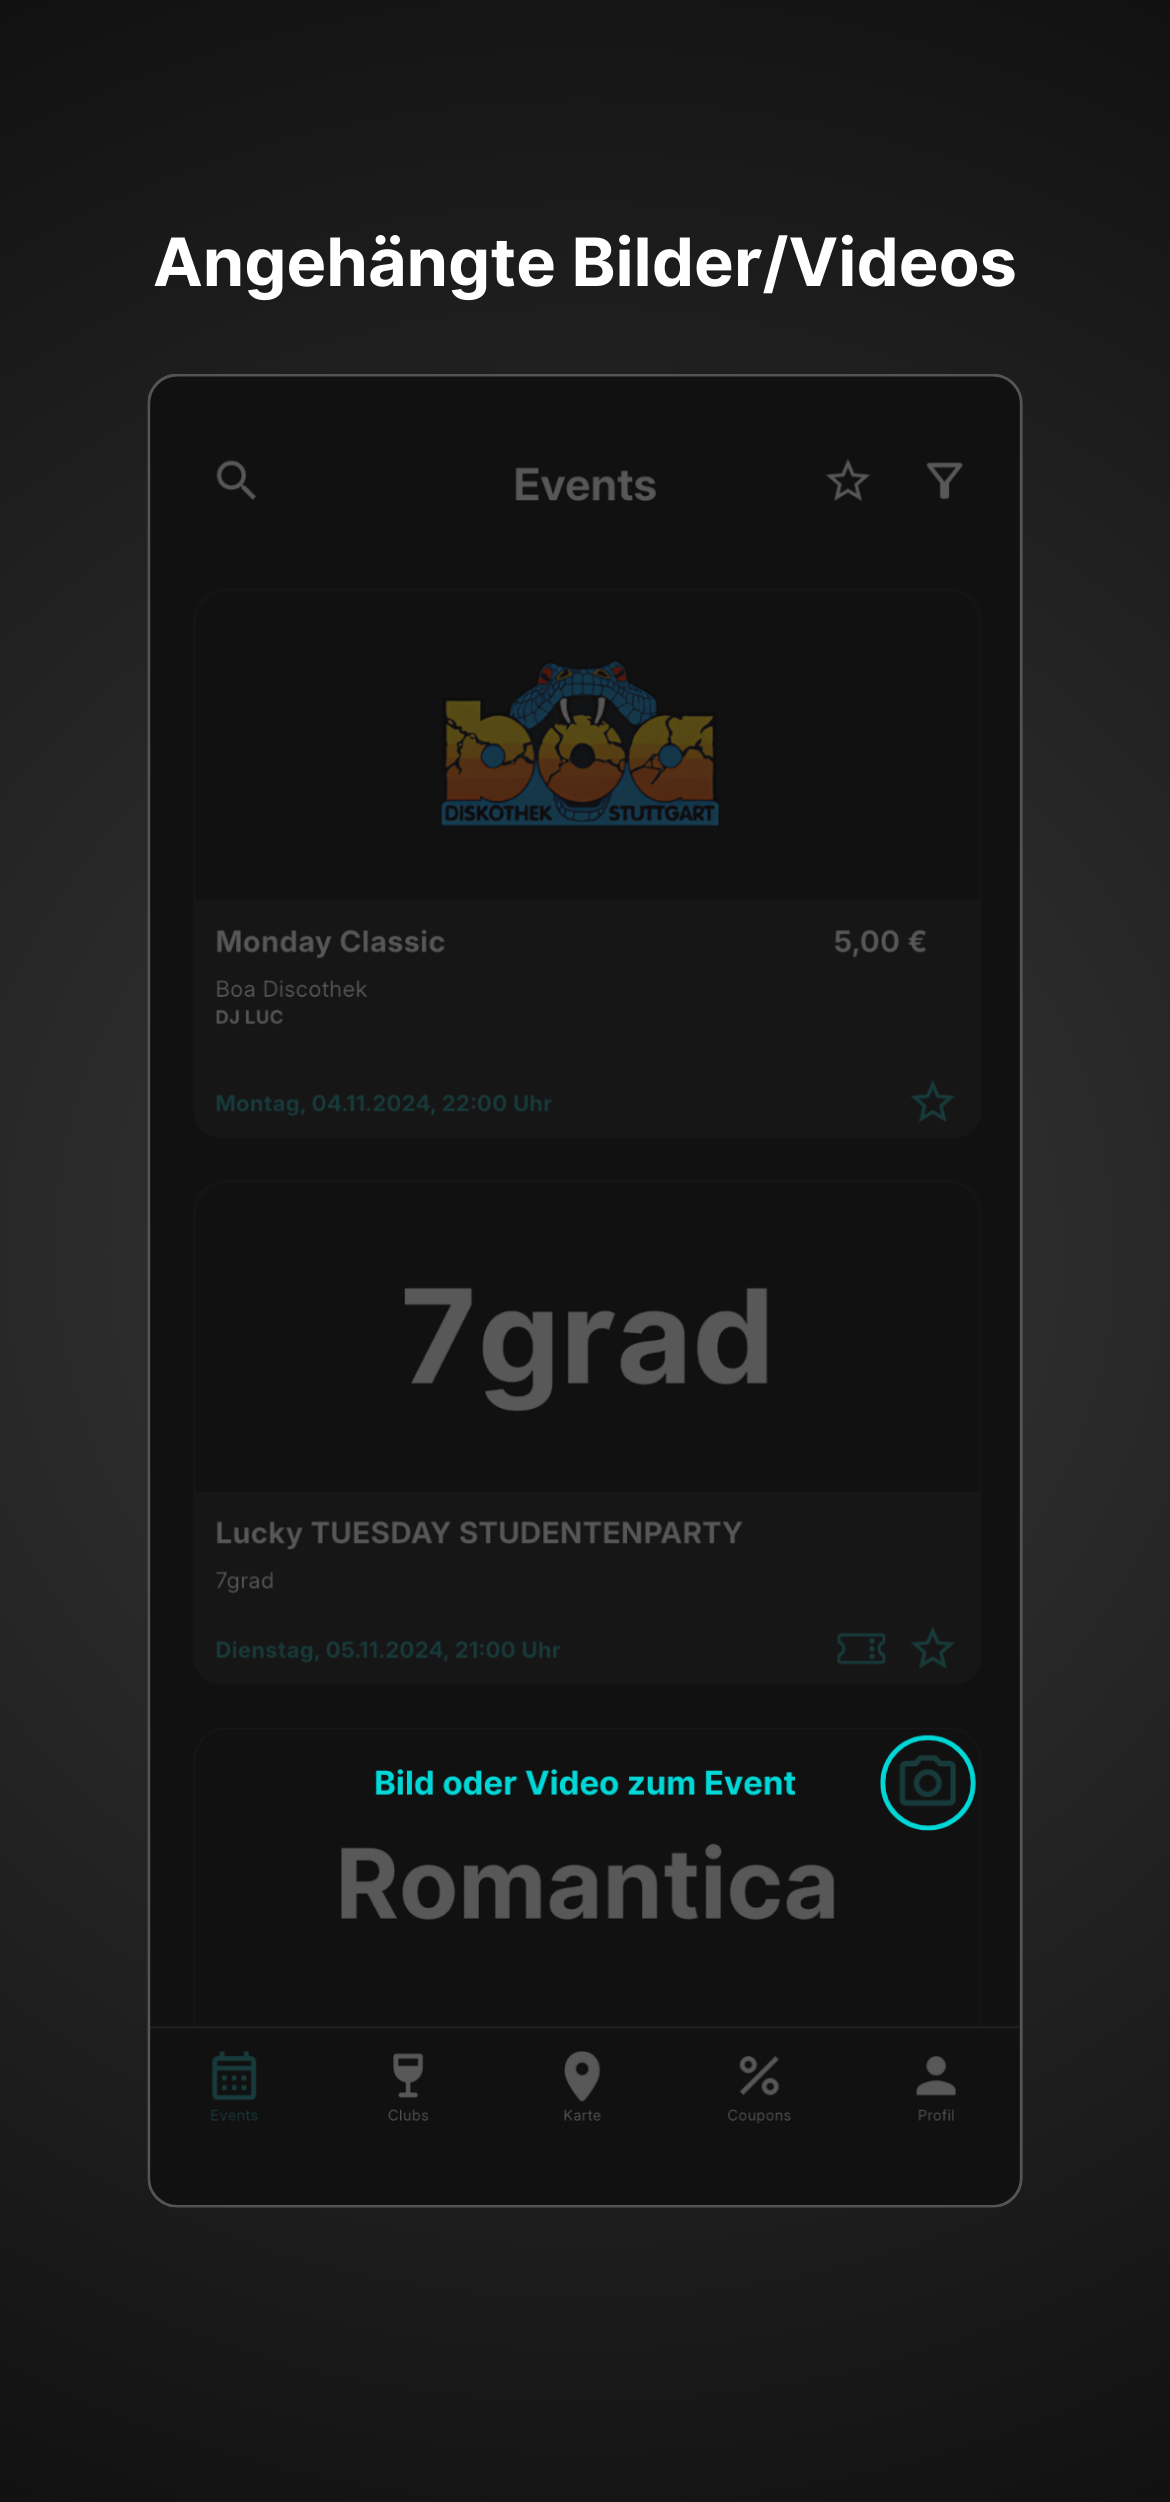 Angehängte Bilder/Videos
Events
boa
DISKOTHEK STUTTGART
Monday Classic 5,00 €
Boa Discothek
DJ LUC
Montag, 04.11.2024, 22:00 Uhr
7grad
Lucky TUESDAY STUDENTENPARTY
7grad
Dienstag, 05.11.2024, 21:00 Uhr
Bild oder Video zum Event
Romantica
Events Clubs Karte Coupons Profil